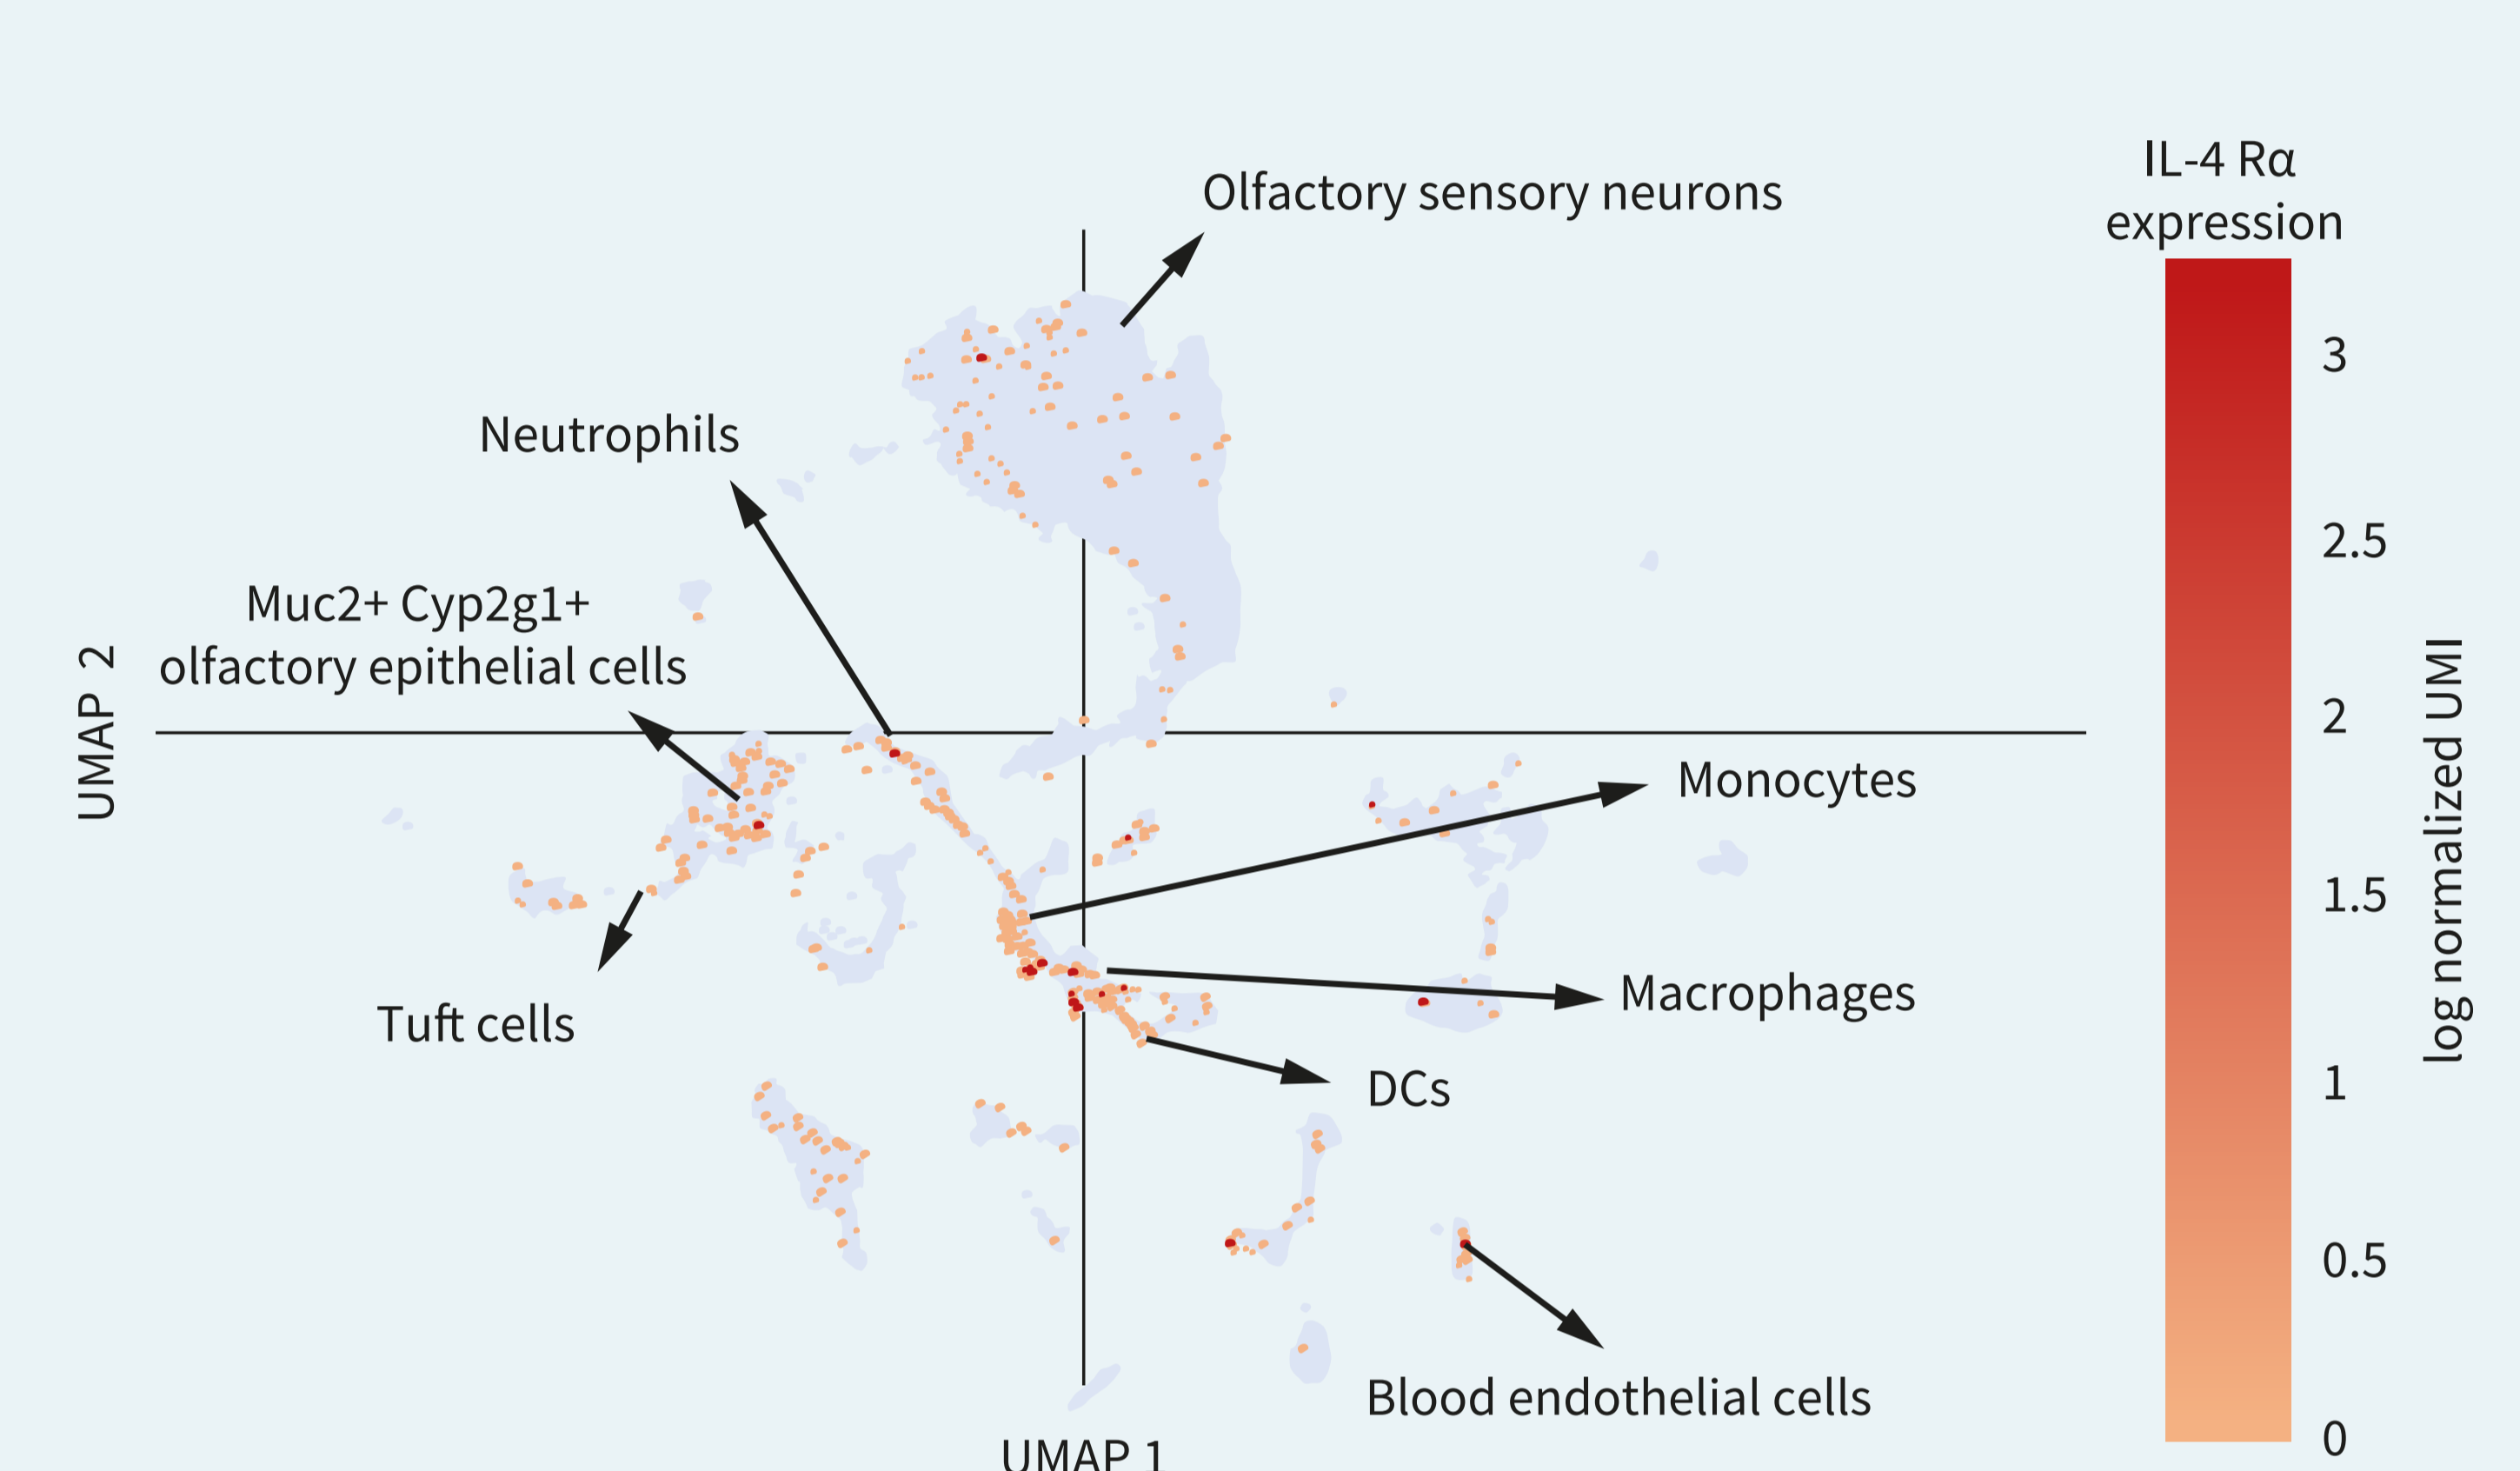 IL-4 Rα
expression
Olfactory sensory neurons
Neutrophils
Muc2+ Cyp2g1+
olfactory epithelial cells
UMAP 2
Monocytes
Macrophages
Tuft cells
DCs
Blood endothelial cells
UMAP 1
3
2.5
2
1.5
1
0.5
0
log normalized UMI